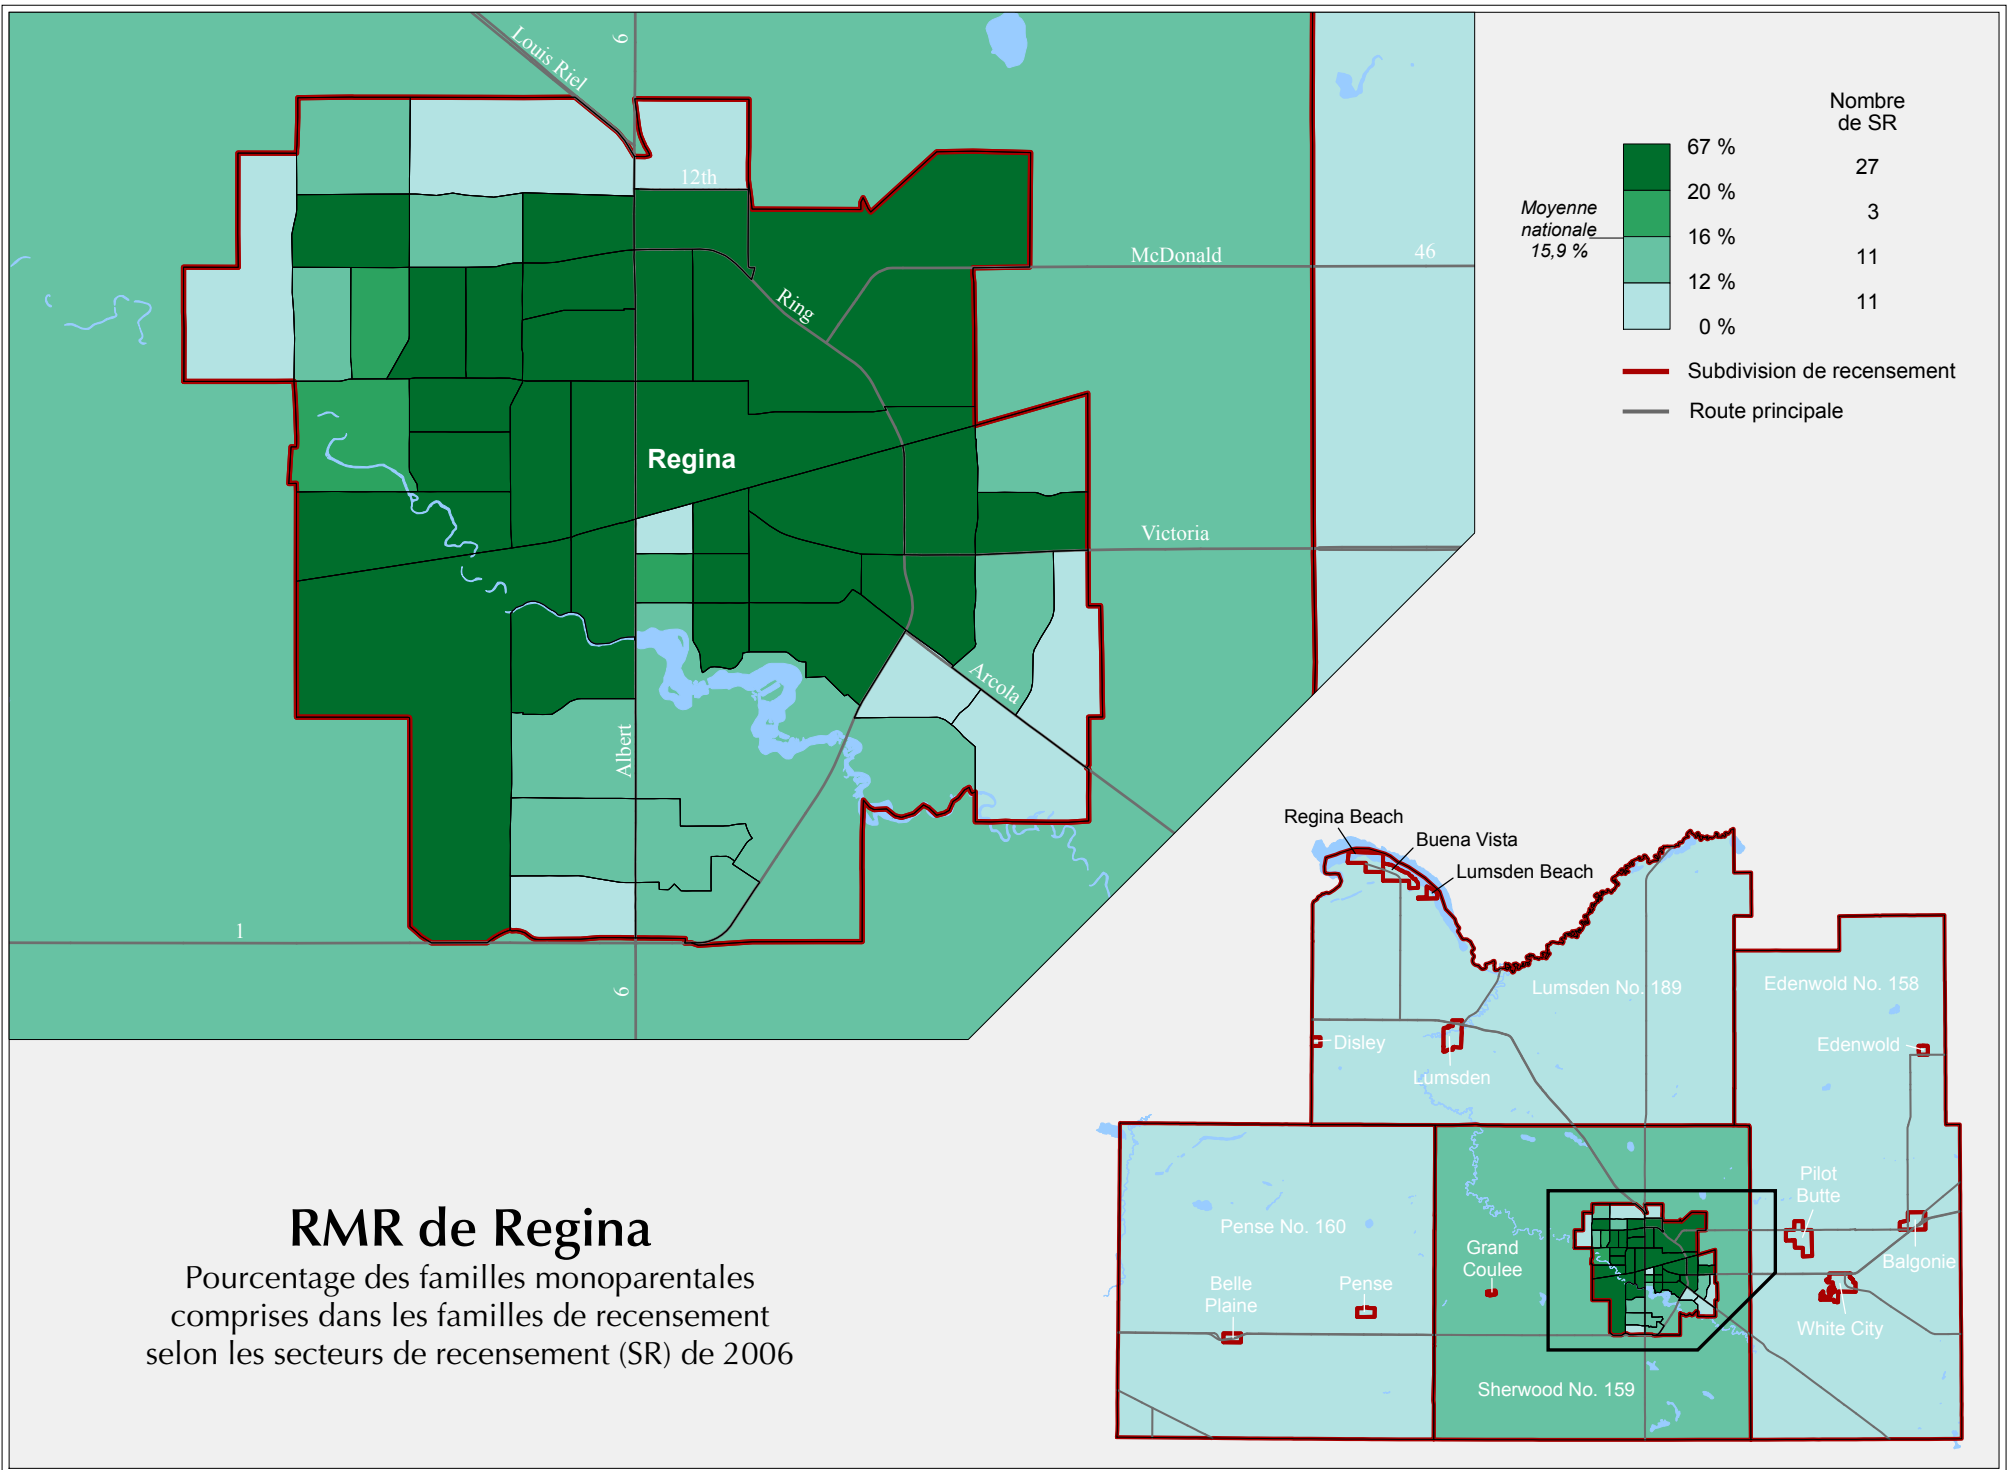 Louis Riel
6
12th
McDonald
46
Ring
Regina
Victoria
Arcola
Albert
1
6
Nombre
de SR
67 %
27
20 %
3
Moyenne
nationale
15,9 %
16 %
11
12 %
11
0 %
Subdivision de recensement
Route principale
Regina Beach
Buena Vista
Lumsden Beach
Lumsden No. 189
Edenwold No. 158
Disley
Edenwold
Lumsden
Pilot
Butte
Pense No. 160
Grand
Coulee
Balgonie
Belle
Plaine
Pense
White City
Sherwood No. 159
RMR de Regina
Pourcentage des familles monoparentales
comprises dans les familles de recensement
selon les secteurs de recensement (SR) de 2006